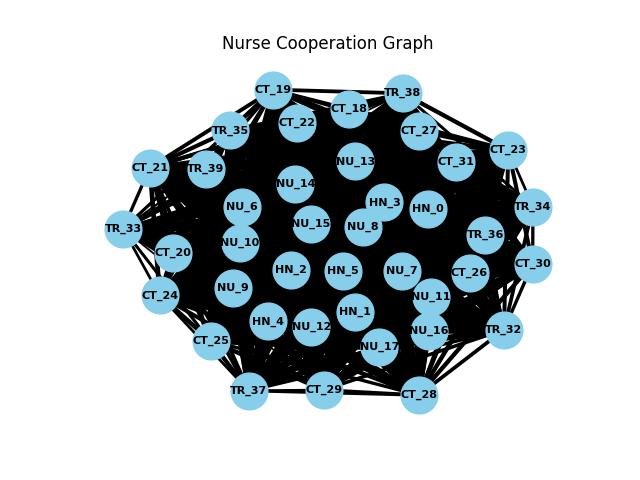 Nurse Cooperation Graph
CT_19
TR_38
CT_18
CT_22
TR_35
CT_27
CT_23
NU_13
CT_31
CT_21
TR_39
NU_14
HN_3
NU_6
TR_34
HN_0
NU_15
NU_8
TR_33
TR_36
NU_10
CT_20
CT_30
HN_2
HN_5
NU_7
CT_26
NU_9
CT_24
NU_11
HN_1
HN_4
NU_12
NU_16
TR_32
CT_25
NU_17
TR_37
CT_29
CT_28